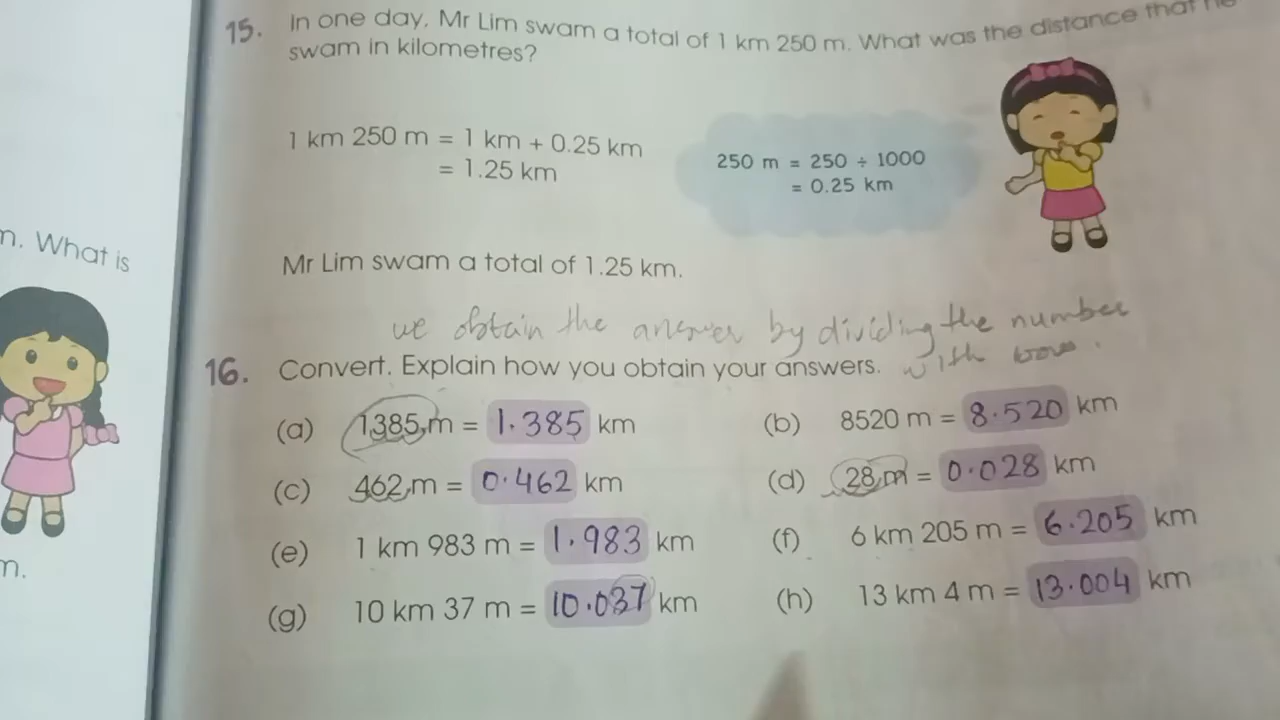 15. In one day, Mr Lim swam a total of 1 km 250 m. What was the distance that he
swam in kilometres?
1 km 250 m = 1 km + 0.25 km
= 1.25 km
250 m = 250 ÷ 1000
= 0.25 km
m. What is
Mr Lim swam a total of 1.25 km.
we obtain the answer by dividing the number
with
16. Convert. Explain how you obtain your answers.
(a) 1385 m = 1.385 km
(b) 8520 m = 8.520 km
(c) 462 m = 0.462 km
(d) 28 m = 0.028 km
(e) 1 km 983 m = 1.983 km
(f) 6 km 205 m = 6.205 km
m.
(g) 10 km 37 m = 10.037 km
(h) 13 km 4 m = 13.004 km